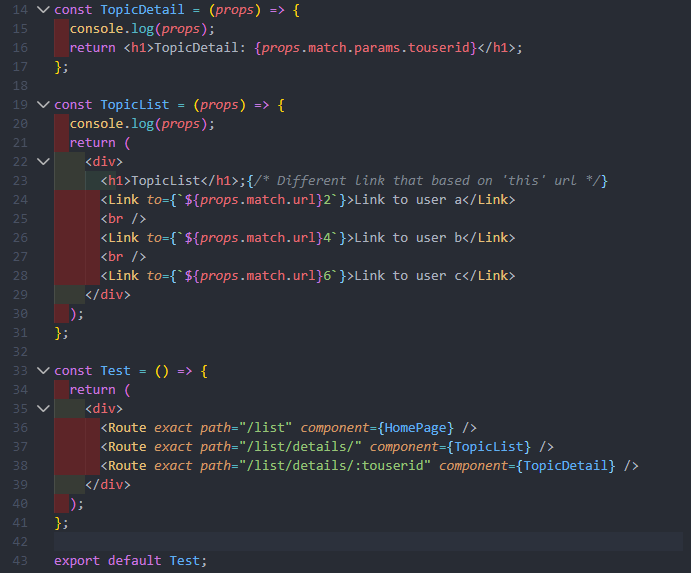 14 const TopicDetail = (props) => {
15   console.log(props);
16   return <h1>TopicDetail: {props.match.params.touserid}</h1>;
17 };
18
19 const TopicList = (props) => {
20   console.log(props);
21   return (
22     <div>
23       <h1>TopicList</h1>;{/* Different link that based on 'this' url */}
24       <Link to={`${props.match.url}2`}>Link to user a</Link>
25       <br />
26       <Link to={`${props.match.url}4`}>Link to user b</Link>
27       <br />
28       <Link to={`${props.match.url}6`}>Link to user c</Link>
29     </div>
30   );
31 };
32
33 const Test = () => {
34   return (
35     <div>
36       <Route exact path="/list" component={HomePage} />
37       <Route exact path="/list/details/" component={TopicList} />
38       <Route exact path="/list/details/:touserid" component={TopicDetail} />
39     </div>
40   );
41 };
42
43 export default Test;